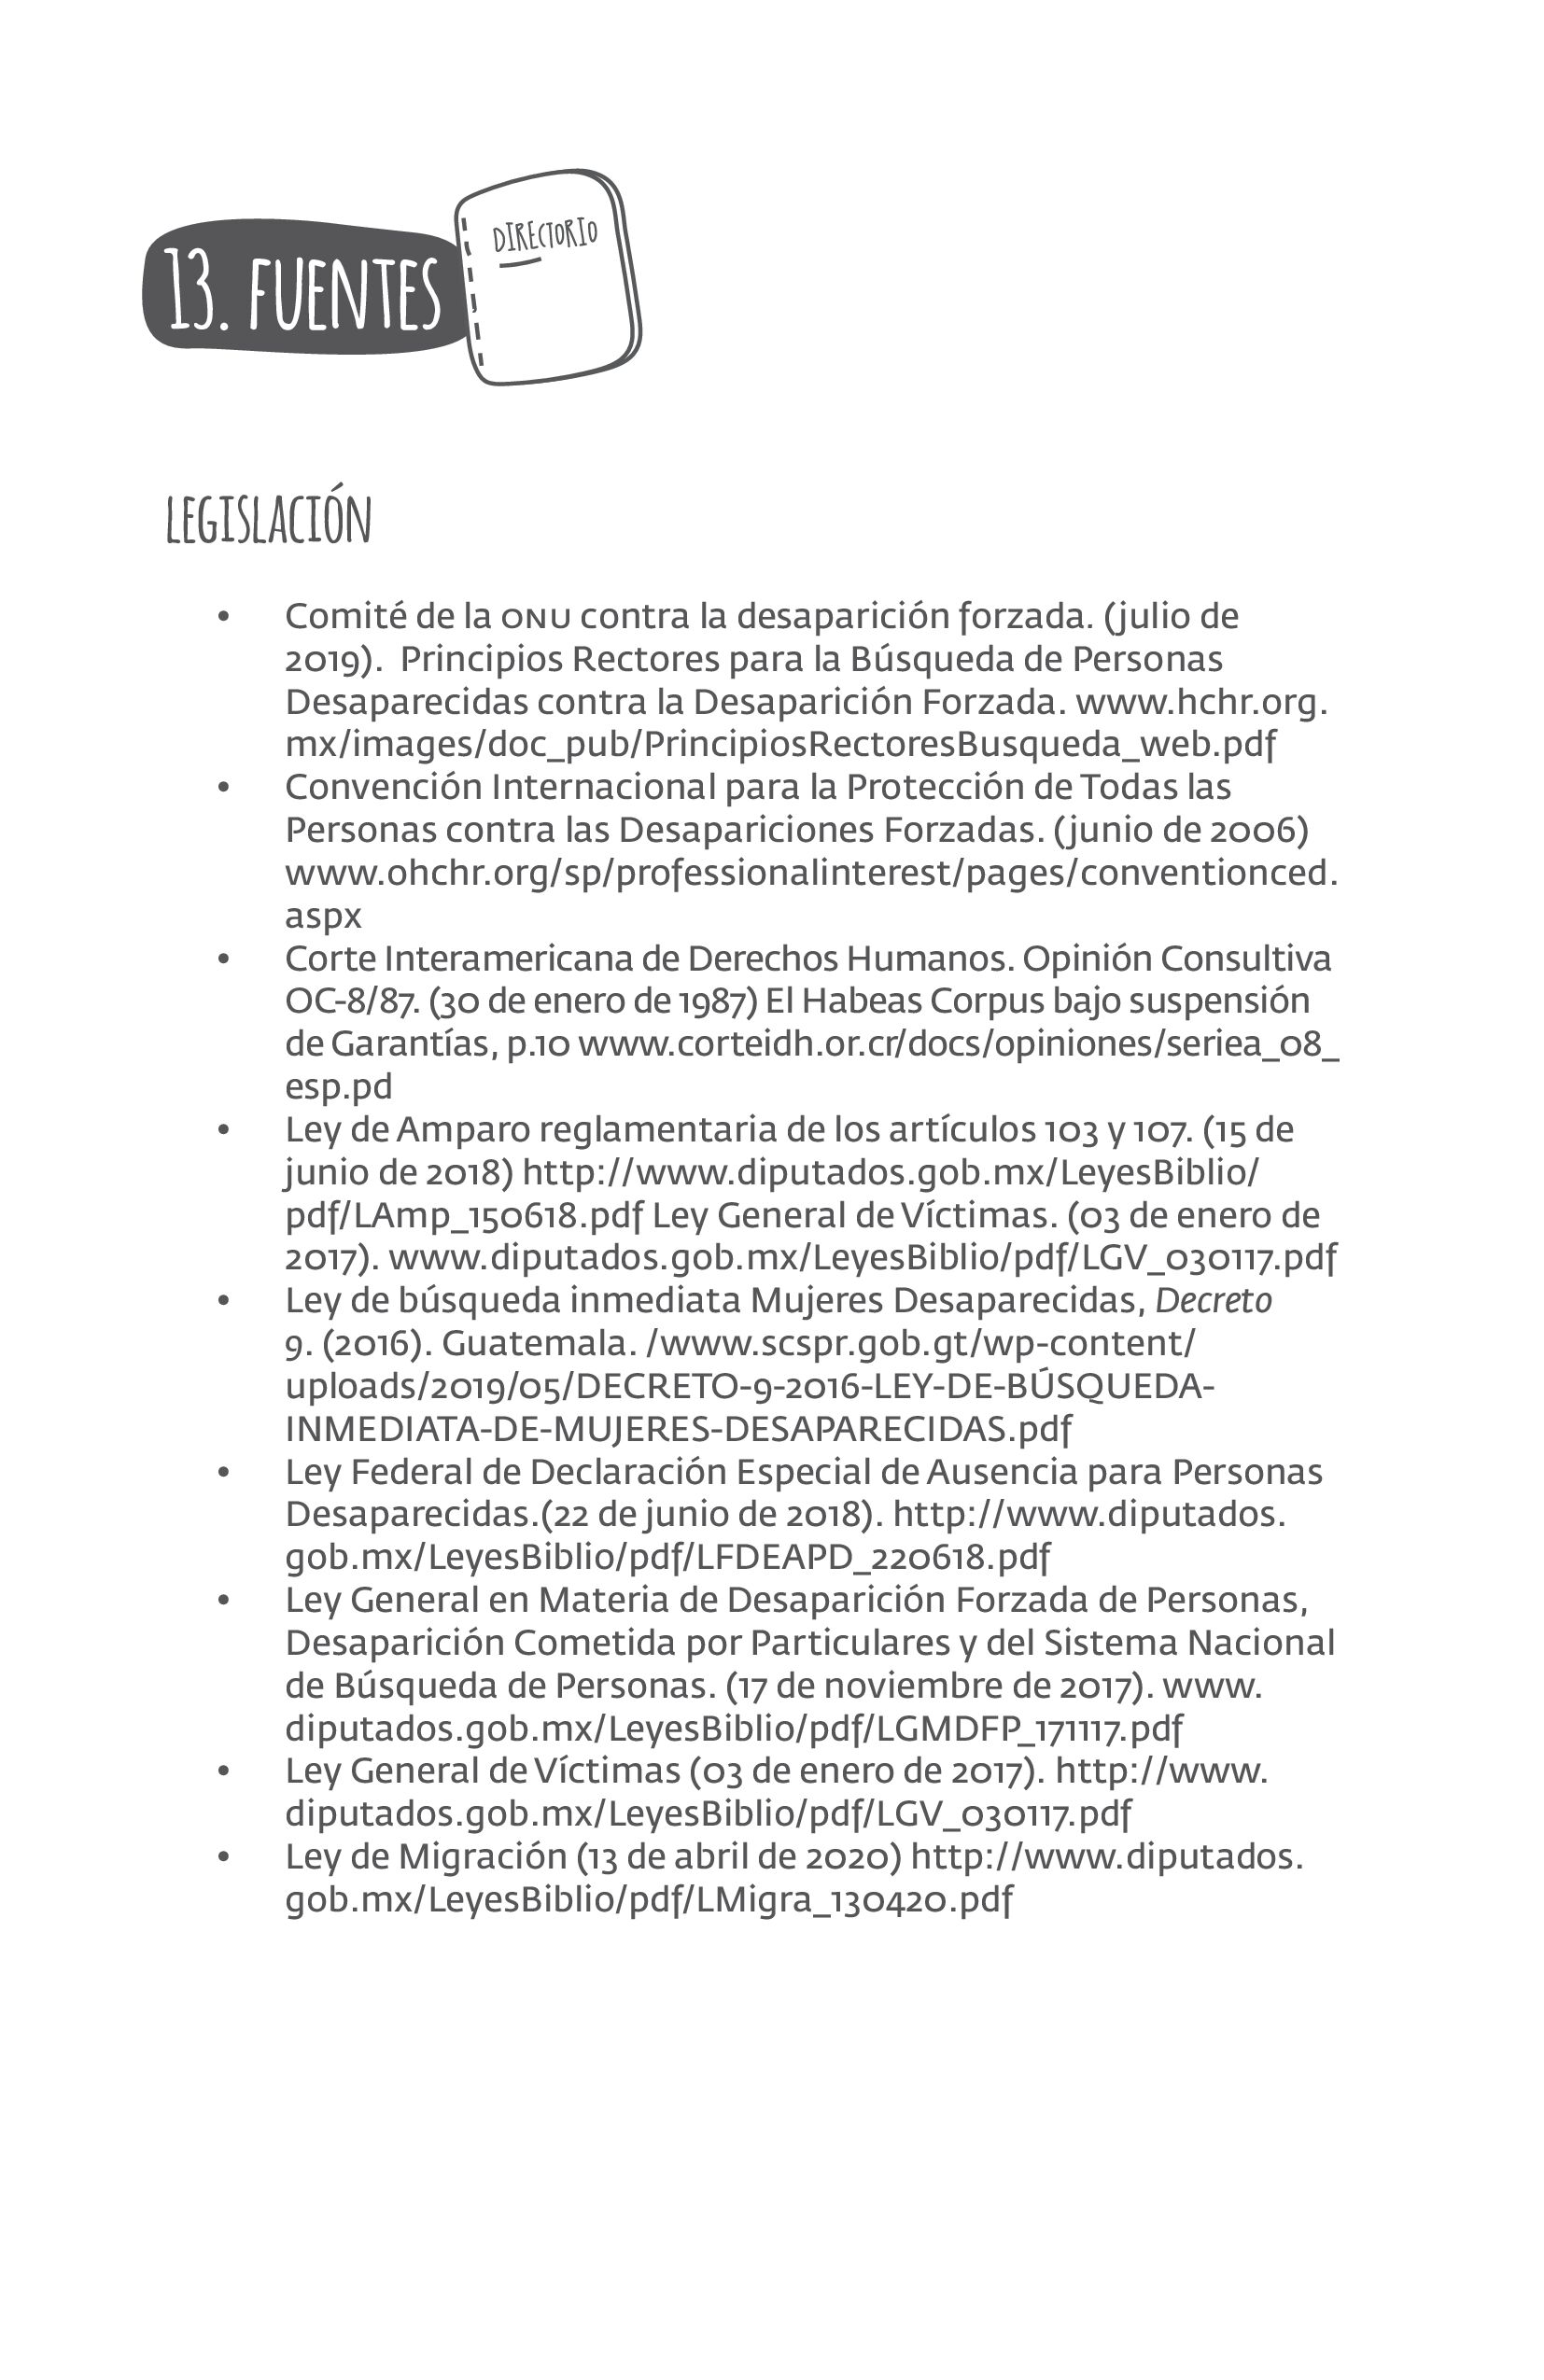 13. FUENTES
DIRECTORIO
LEGISLACIÓN
• Comité de la ONU contra la desaparición forzada. (julio de
2019).  Principios Rectores para la Búsqueda de Personas
Desaparecidas contra la Desaparición Forzada. www.hchr.org.
mx/images/doc_pub/PrincipiosRectoresBusqueda_web.pdf
• Convención Internacional para la Protección de Todas las
Personas contra las Desapariciones Forzadas. (junio de 2006)
www.ohchr.org/sp/professionalinterest/pages/conventionced.
aspx
• Corte Interamericana de Derechos Humanos. Opinión Consultiva
OC-8/87. (30 de enero de 1987) El Habeas Corpus bajo suspensión
de Garantías, p.10 www.corteidh.or.cr/docs/opiniones/seriea_08_
esp.pd
• Ley de Amparo reglamentaria de los artículos 103 y 107. (15 de
junio de 2018) http://www.diputados.gob.mx/LeyesBiblio/
pdf/LAmp_150618.pdf Ley General de Víctimas. (03 de enero de
2017). www.diputados.gob.mx/LeyesBiblio/pdf/LGV_030117.pdf
• Ley de búsqueda inmediata Mujeres Desaparecidas, Decreto
9. (2016). Guatemala. /www.scspr.gob.gt/wp-content/
uploads/2019/05/DECRETO-9-2016-LEY-DE-BÚSQUEDA-
INMEDIATA-DE-MUJERES-DESAPARECIDAS.pdf
• Ley Federal de Declaración Especial de Ausencia para Personas
Desaparecidas.(22 de junio de 2018). http://www.diputados.
gob.mx/LeyesBiblio/pdf/LFDEAPD_220618.pdf
• Ley General en Materia de Desaparición Forzada de Personas,
Desaparición Cometida por Particulares y del Sistema Nacional
de Búsqueda de Personas. (17 de noviembre de 2017). www.
diputados.gob.mx/LeyesBiblio/pdf/LGMDFP_171117.pdf
• Ley General de Víctimas (03 de enero de 2017). http://www.
diputados.gob.mx/LeyesBiblio/pdf/LGV_030117.pdf
• Ley de Migración (13 de abril de 2020) http://www.diputados.
gob.mx/LeyesBiblio/pdf/LMigra_130420.pdf